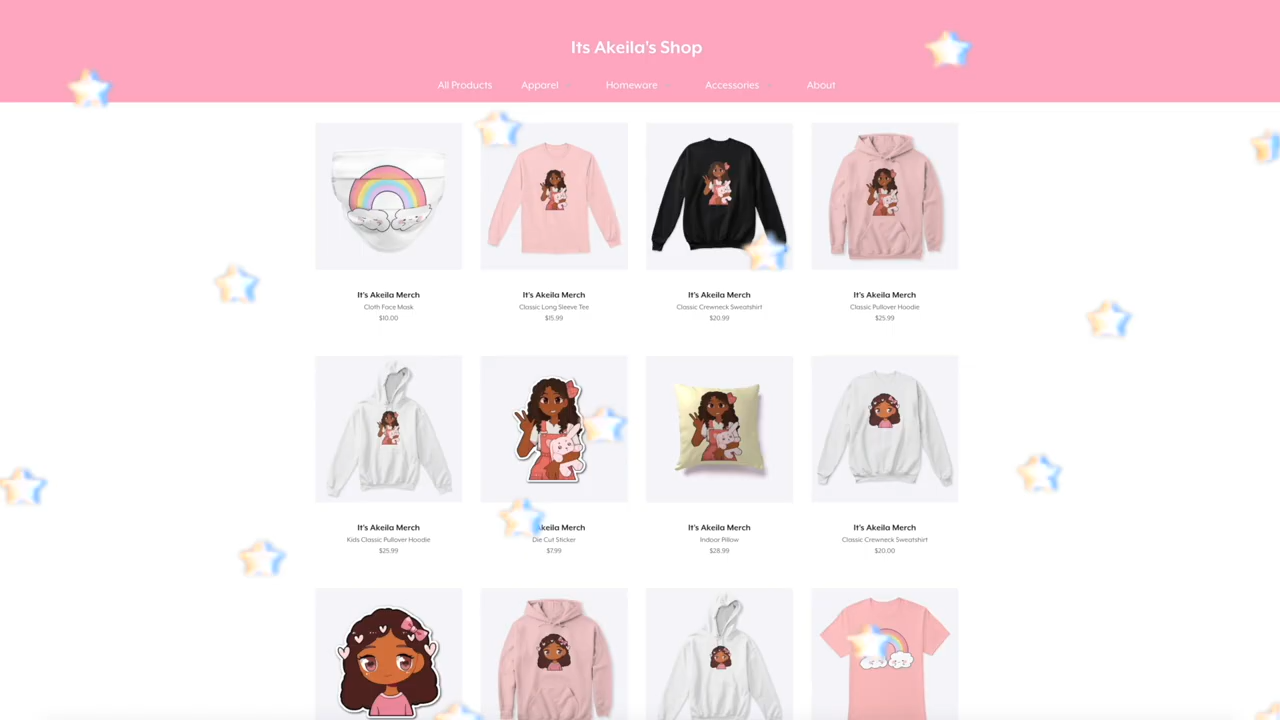 Its Akeila's Shop
All Products Apparel Homeware Accessories About
It's Akeila Merch
Cloth Face Mask
$10.00
It's Akeila Merch
Classic Long Sleeve Tee
$15.99
It's Akeila Merch
Classic Crewneck Sweatshirt
$20.99
It's Akeila Merch
Classic Pullover Hoodie
$25.99
It's Akeila Merch
Kids Classic Pullover Hoodie
$25.99
Akeila Merch
Die Cut Sticker
$7.99
It's Akeila Merch
Indoor Pillow
$28.99
It's Akeila Merch
Classic Crewneck Sweatshirt
$20.00